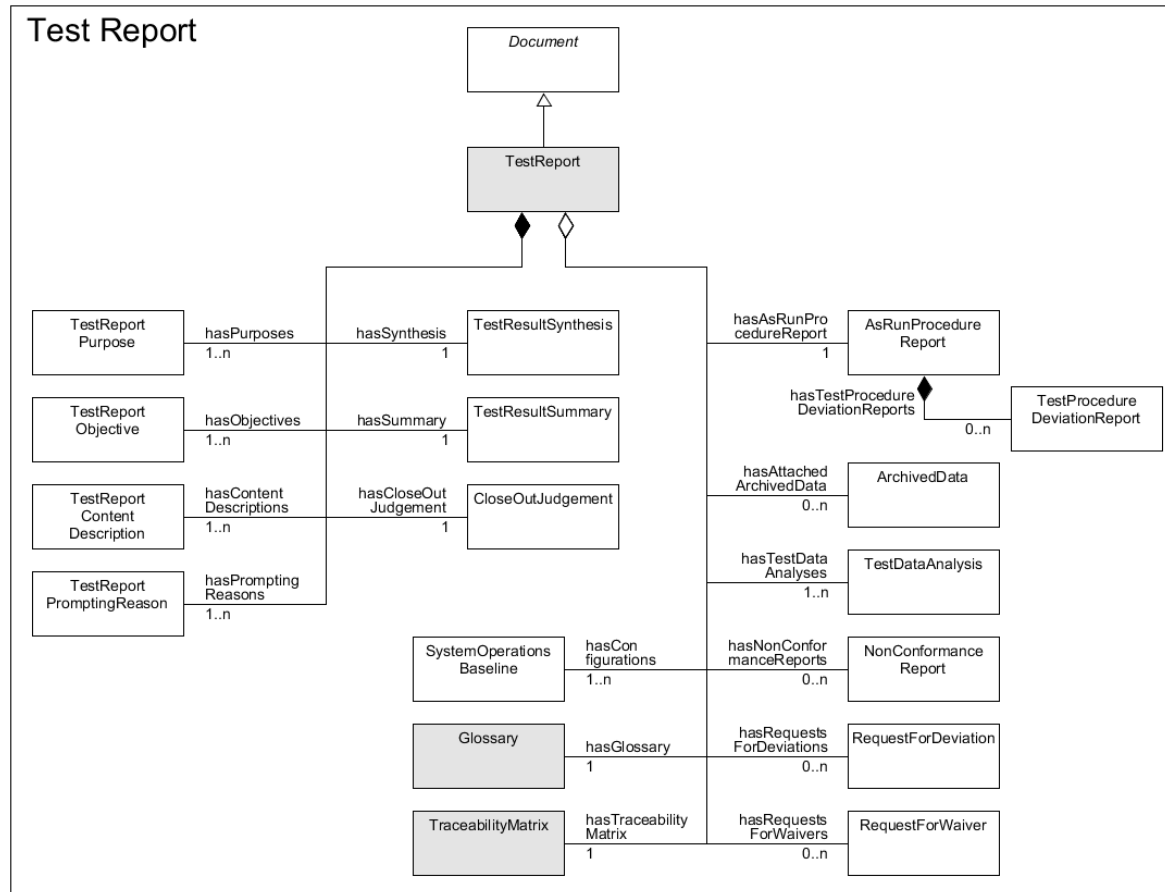 Test Report
Document
TestReport
TestReport
Purpose
hasPurposes
1..n
hasSynthesis
1
TestResultSynthesis
hasAsRunPro
cedureReport
1
AsRunProcedure
Report
hasTestProcedure
DeviationReports
0..n
TestProcedure
DeviationReport
TestReport
Objective
hasObjectives
1..n
hasSummary
1
TestResultSummary
hasAttached
ArchivedData
0..n
ArchivedData
TestReport
Content
Description
hasContent
Descriptions
1..n
hasCloseOut
Judgement
1
CloseOutJudgement
hasTestData
Analyses
1..n
TestDataAnalysis
TestReport
PromptingReason
hasPrompting
Reasons
1..n
SystemOperations
Baseline
hasCon
figurations
1..n
hasNonConfor
manceReports
0..n
NonConformance
Report
Glossary
hasGlossary
1
hasRequests
ForDeviations
0..n
RequestForDeviation
TraceabilityMatrix
hasTraceability
Matrix
1
hasRequests
ForWaivers
0..n
RequestForWaiver